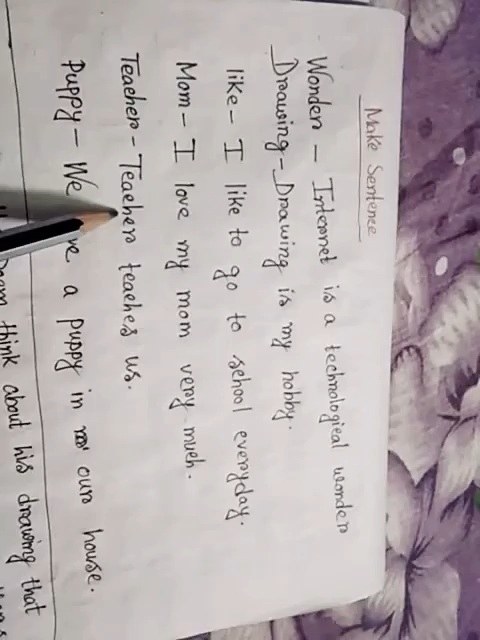 Make Sentence
Wonder - Internet is a technological wonder
Drawing - Drawing is my hobby.
like - I like to go to school everyday.
Mom - I love my mom very much.
Teacher - Teacher teaches us.
Puppy - We ve a puppy in our house.
think about his drawing that